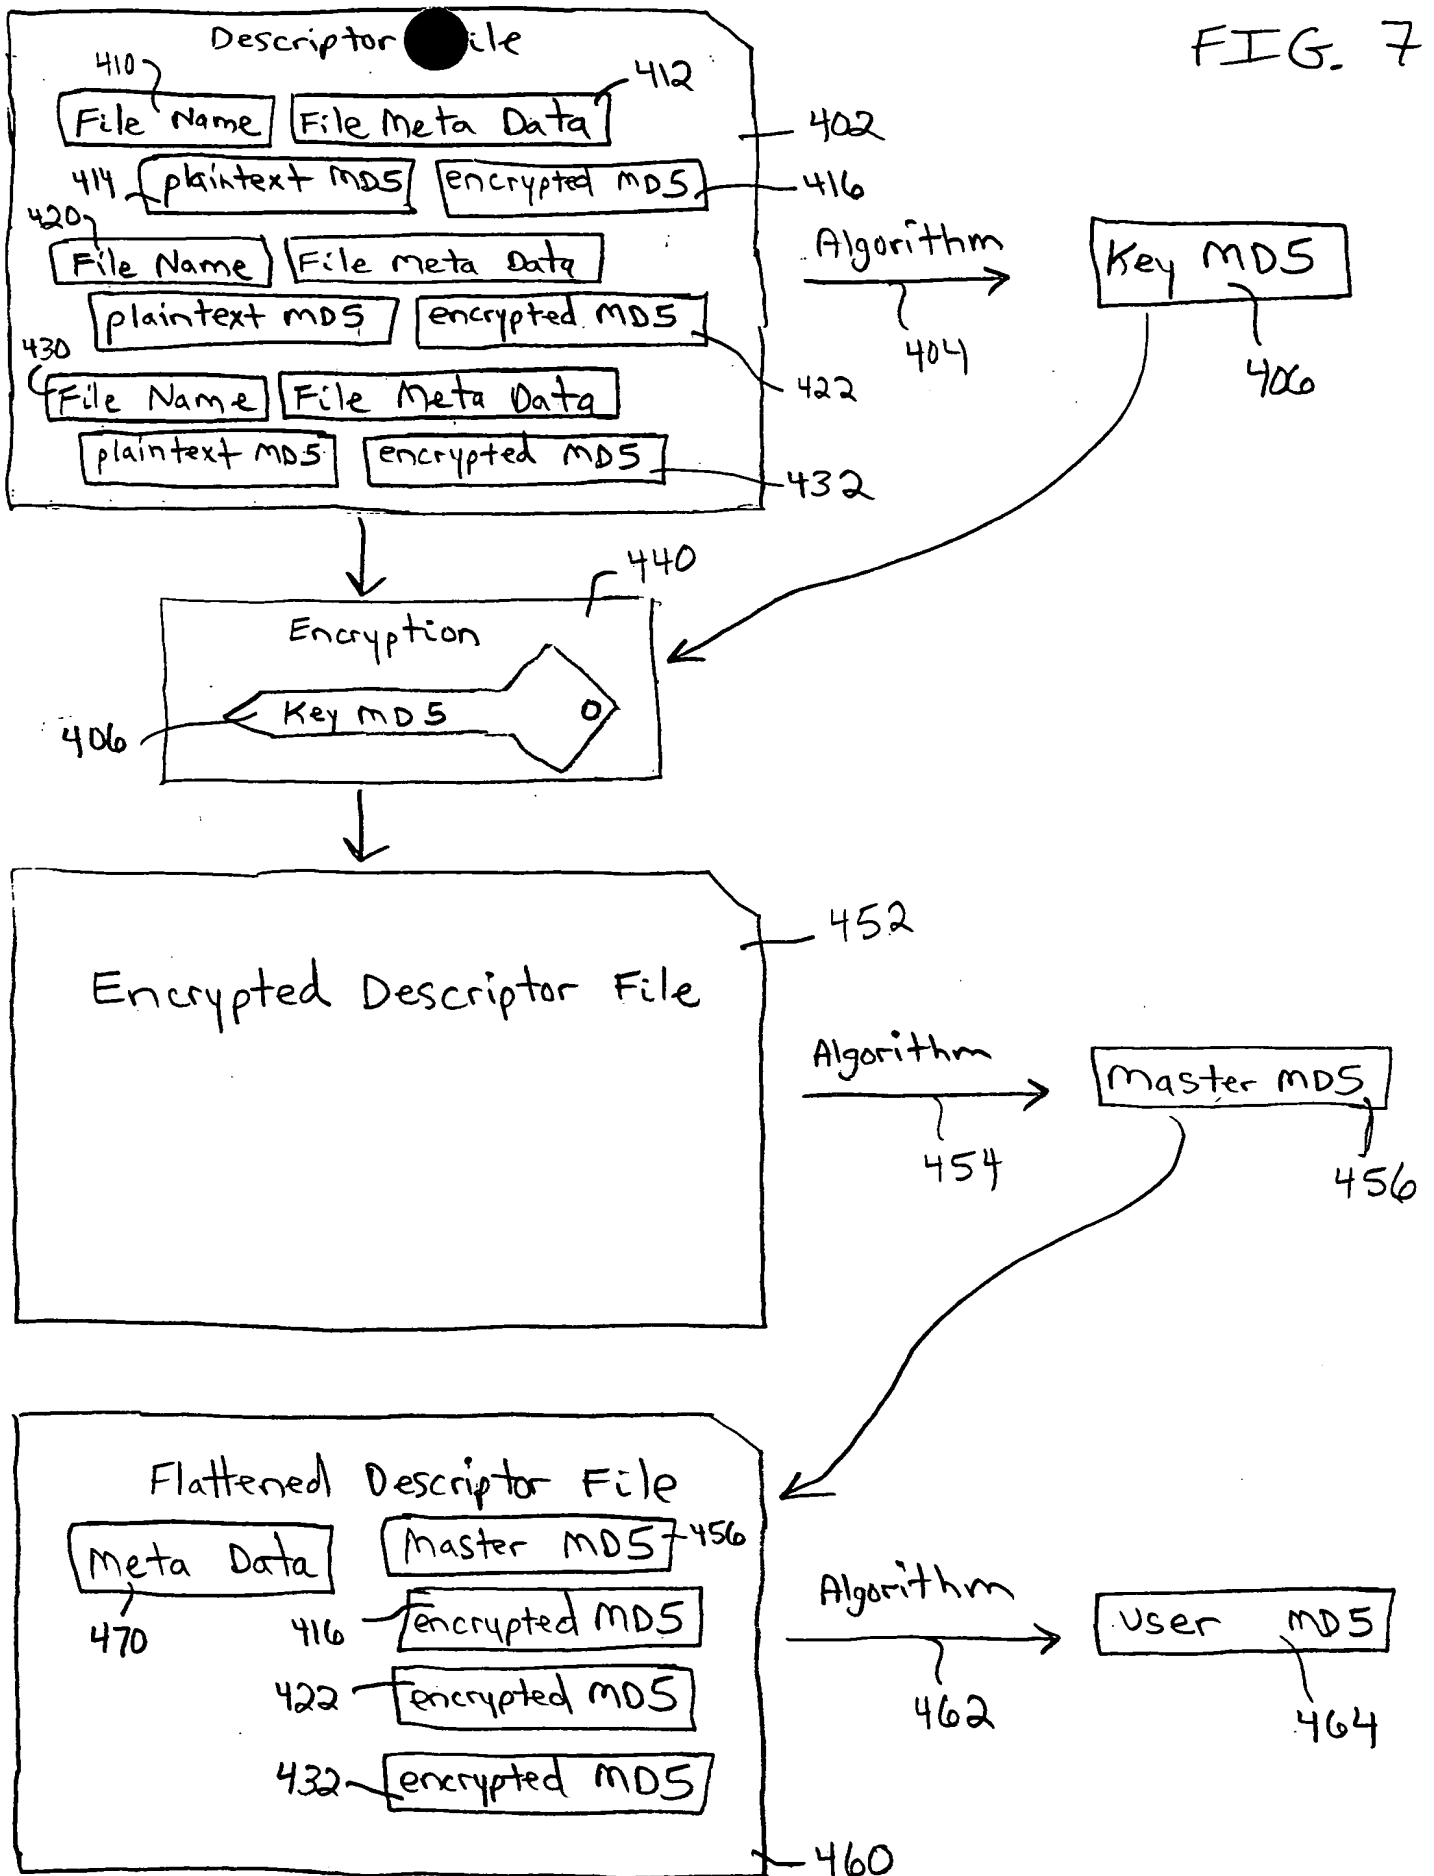 FIG. 7
Descriptor ile
410
412
File Name File Meta Data
402
414 plaintext MD5 encrypted MD5 416
420
File Name File Meta Data
Algorithm
Key MD5
plaintext MD5 encrypted MD5
404
406
430
422
File Name File Meta Data
plaintext MD5 encrypted MD5
432
440
Encryption
Key MD5
406
452
Encrypted Descriptor File
Algorithm
Master MD5
454
456
Flattened Descriptor File
Meta Data Master MD5 456
470
416 encrypted MD5
Algorithm
User MD5
422 encrypted MD5
462
464
432 encrypted MD5
460